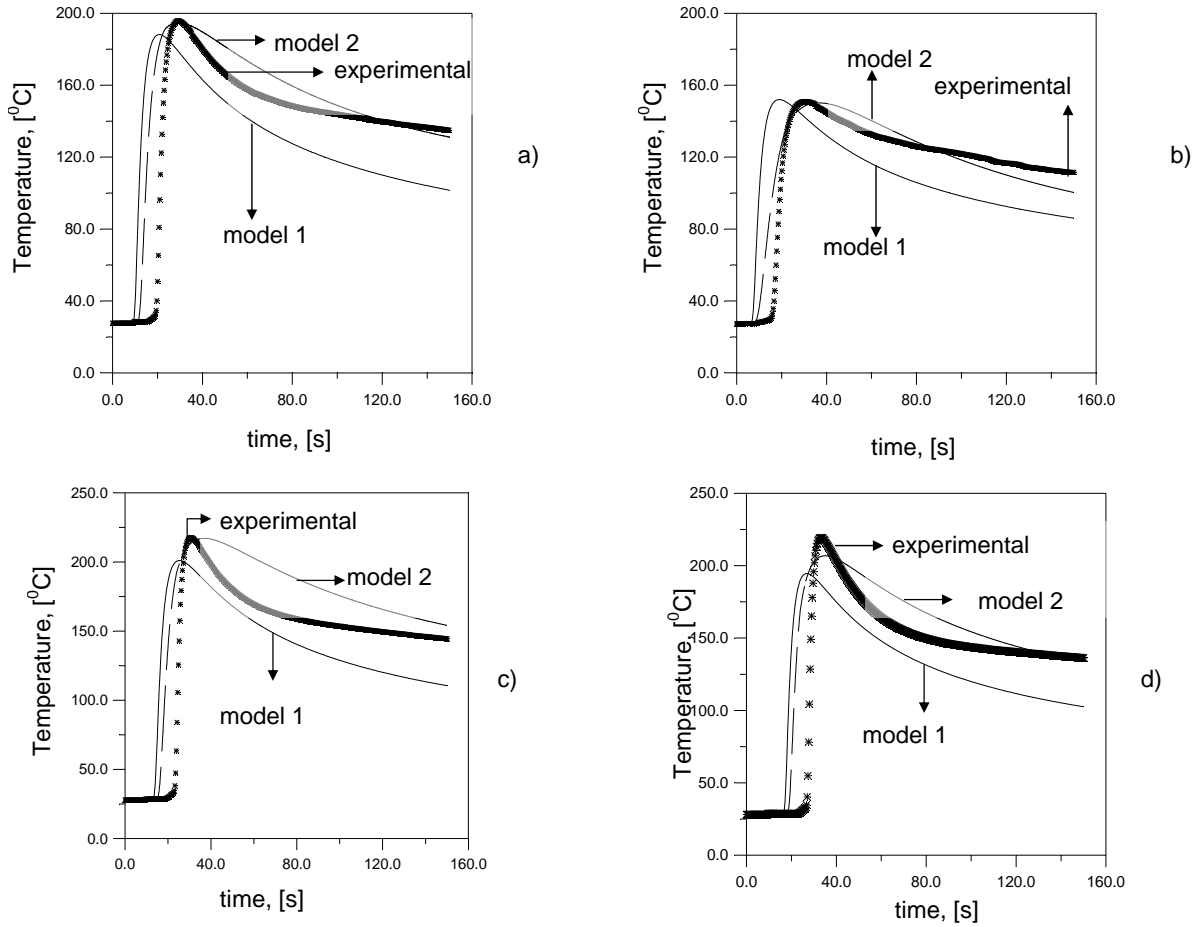 200.0
160.0
120.0
80.0
40.0
0.0
Temperature, [⁰C]
0.0 40.0 80.0 120.0 160.0
time, [s]
model 2
experimental
model 1
a)
200.0
160.0
120.0
80.0
40.0
0.0
Temperature, [⁰C]
0.0 40.0 80.0 120.0 160.0
time, [s]
model 2
experimental
model 1
b)
250.0
200.0
150.0
100.0
50.0
0.0
Temperature, [⁰C]
0.0 40.0 80.0 120.0 160.0
time, [s]
experimental
model 2
model 1
c)
250.0
200.0
150.0
100.0
50.0
0.0
Temperature, [⁰C]
0.0 40.0 80.0 120.0 160.0
time, [s]
experimental
model 2
model 1
d)